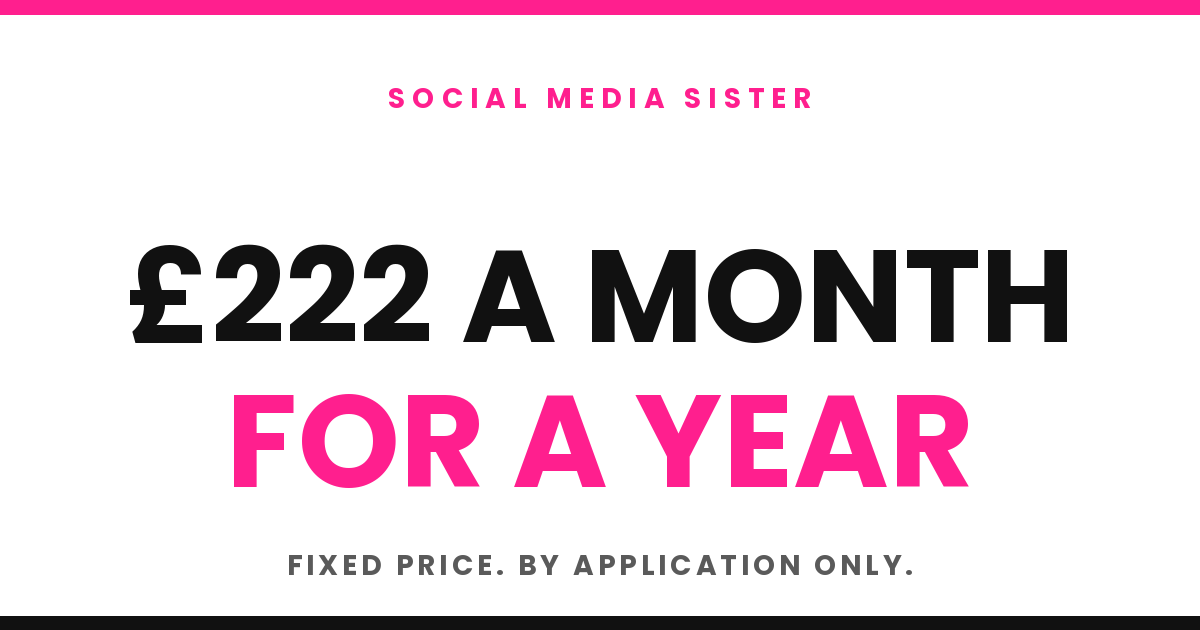 SOCIAL MEDIA SISTER
£222 A MONTH
FOR A YEAR
FIXED PRICE. BY APPLICATION ONLY.